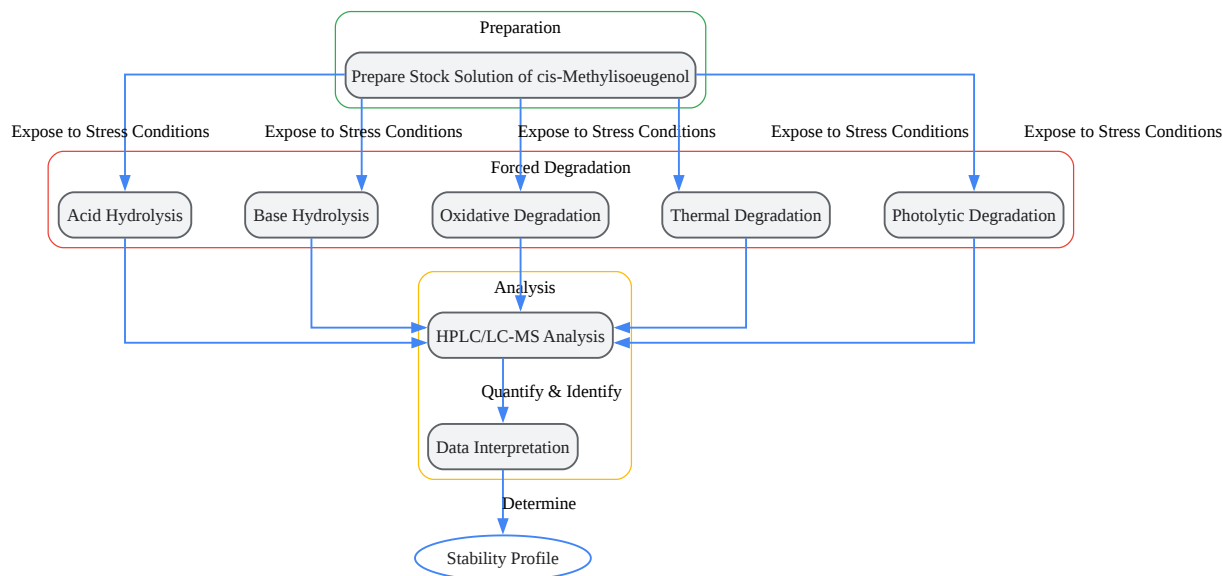 Preparation
Prepare Stock Solution of cis-Methylisoeugenol
Expose to Stress Conditions
Expose to Stress Conditions
Expose to Stress Conditions
Expose to Stress Conditions
Expose to Stress Conditions
Forced Degradation
Acid Hydrolysis
Base Hydrolysis
Oxidative Degradation
Thermal Degradation
Photolytic Degradation
Analysis
HPLC/LC-MS Analysis
Quantify & Identify
Data Interpretation
Determine
Stability Profile